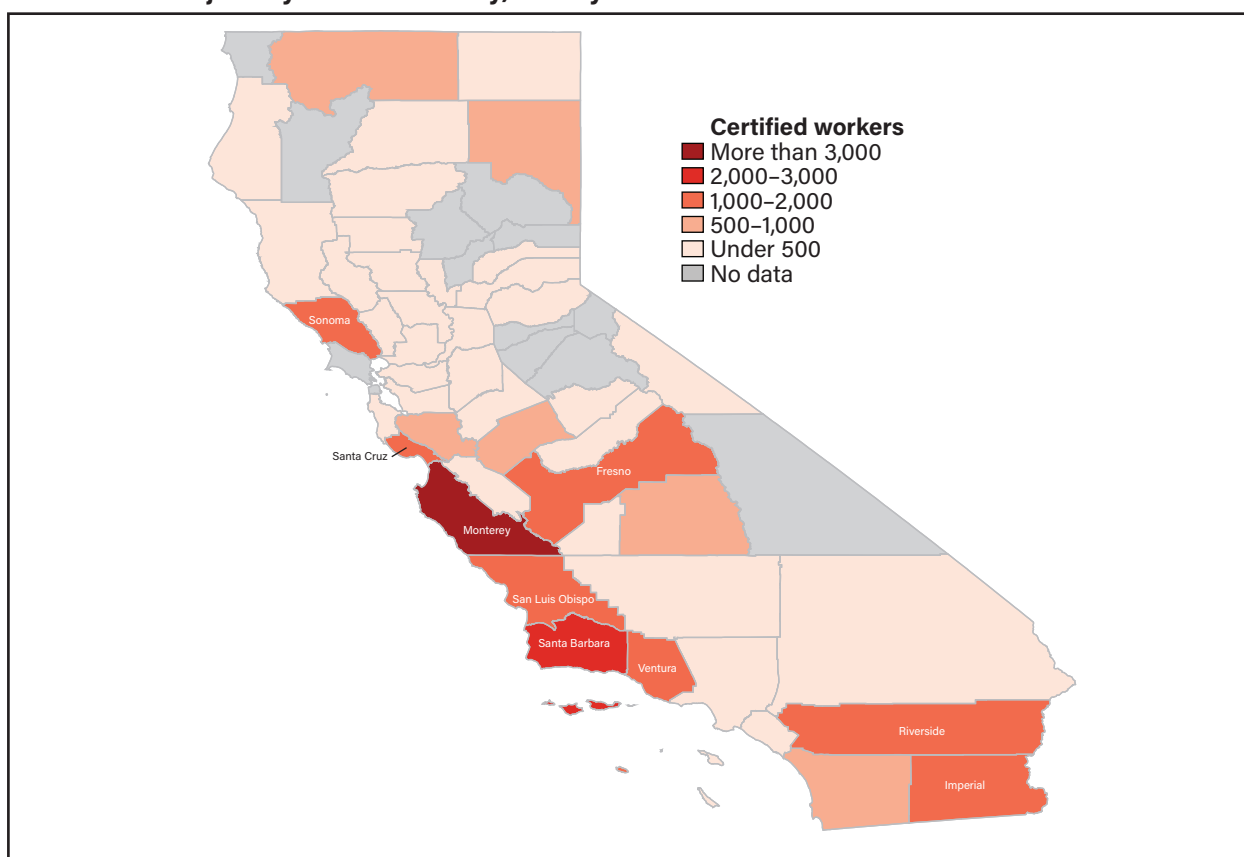 Certified workers
More than 3,000
2,000–3,000
1,000–2,000
500–1,000
Under 500
No data
Sonoma
Santa Cruz
Fresno
Monterey
San Luis Obispo
Santa Barbara
Ventura
Riverside
Imperial